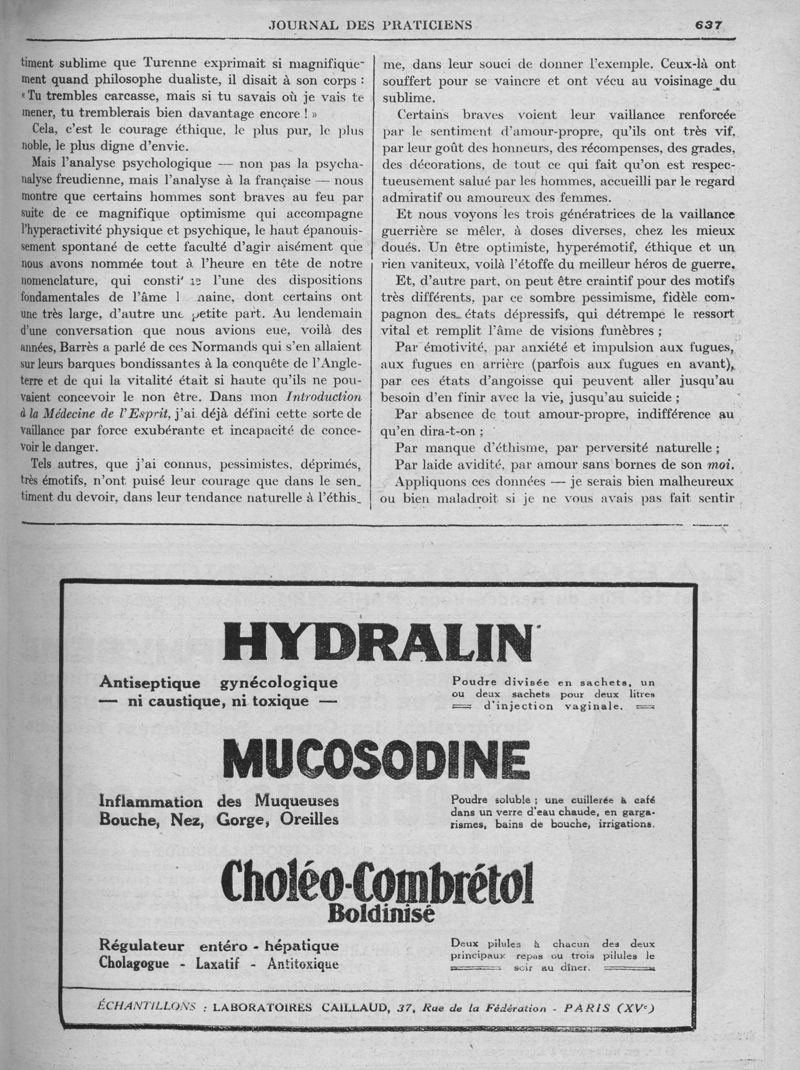 JOURNAL DES PRATICIENS
637
timent sublime que Turenne exprimait si magnifique-
ment quand philosophe dualiste, il disait à son corps :
« Tu trembles carcasse, mais si tu savais où je vais te
mener, tu tremblerais bien davantage encore ! »
Cela, c'est le courage éthique, le plus pur, le plus
noble, le plus digne d'envie.
Mais l'analyse psychologique — non pas la psycha-
nalyse freudienne, mais l'analyse à la française — nous
montre que certains hommes sont braves au feu par
suite de ce magnifique optimisme qui accompagne
l'hyperactivité physique et psychique, le haut épanouis-
sement spontané de cette faculté d'agir aisément que
nous avons nommée tout à l'heure en tête de notre
nomenclature, qui l'une des dispositions
fondamentales de l'âme dont certains ont
une très large, d'autre une petite part. Au lendemain
d'une conversation que nous avions eue, voilà des
années, Barrès a parlé de ces Normands qui s'en allaient
sur leurs barques bondissantes à la conquête de l'Angle-
terre et de qui la vitalité était si haute qu'ils ne pou-
vaient concevoir le non être. Dans mon Introduction
à la Médecine de l'Esprit, j'ai déjà défini cette sorte de
vaillance par force exubérante et incapacité de conce-
voir le danger.
Tels autres, que j'ai connus, pessimistes, déprimés,
très émotifs, n'ont puisé leur courage que dans le sen-
timent du devoir, dans leur tendance naturelle à l'éthis-
me, dans leur souci de donner l'exemple. Ceux-là ont
souffert pour se vaincre et ont vécu au voisinage du
sublime.
Certains braves voient leur vaillance renforcée
par le sentiment d'amour-propre, qu'ils ont très vif,
par leur goût des honneurs, des récompenses, des grades,
des décorations, de tout ce qui fait qu'on est respec-
tueusement salué par les hommes, accueilli par le regard
admiratif ou amoureux des femmes.
Et nous voyons les trois génératrices de la vaillance
guerrière se mêler, à doses diverses, chez les mieux
doués. Un être optimiste, hyperémotif, éthique et un
rien vaniteux, voilà l'étoffe du meilleur héros de guerre.
Et, d'autre part, on peut être craintif pour des motifs
très différents, par ce sombre pessimisme, fidèle com-
pagnon des états dépressifs, qui détrempe le ressort
vital et remplit l'âme de visions funèbres ;
Par émotivité, par anxiété et impulsion aux fugues,
aux fugues en arrière (parfois aux fugues en avant),
par ces états d'angoisse qui peuvent aller jusqu'au
besoin d'en finir avec la vie, jusqu'au suicide ;
Par absence de tout amour-propre, indifférence au
qu'en dira-t-on ;
Par manque d'éthisme, par perversité naturelle ;
Par laide avidité, par amour sans bornes de son moi.
Appliquons ces données — je serais bien malheureux
ou bien maladroit si je ne vous avais pas fait sentir
HYDRALIN
Antiseptique gynécologique
— ni caustique, ni toxique —
Poudre divisée en sachets, un
ou deux sachets pour deux litres
d'injection vaginale.
MUCOSODINE
Inflammation des Muqueuses
Bouche, Nez, Gorge, Oreilles
Poudre soluble ; une cuillerée à café
dans un verre d'eau chaude, en garga-
rismes, bains de bouche, irrigations.
Choléo-Combrétol
Boldinisé
Régulateur entéro - hépatique
Cholagogue - Laxatif - Antitoxique
Deux pilules à chacun des deux
principaux repas ou trois pilules le
soir au dîner.
ÉCHANTILLONS : LABORATOIRES CAILLAUD, 37, Rue de la Fédération - PARIS (XVe)